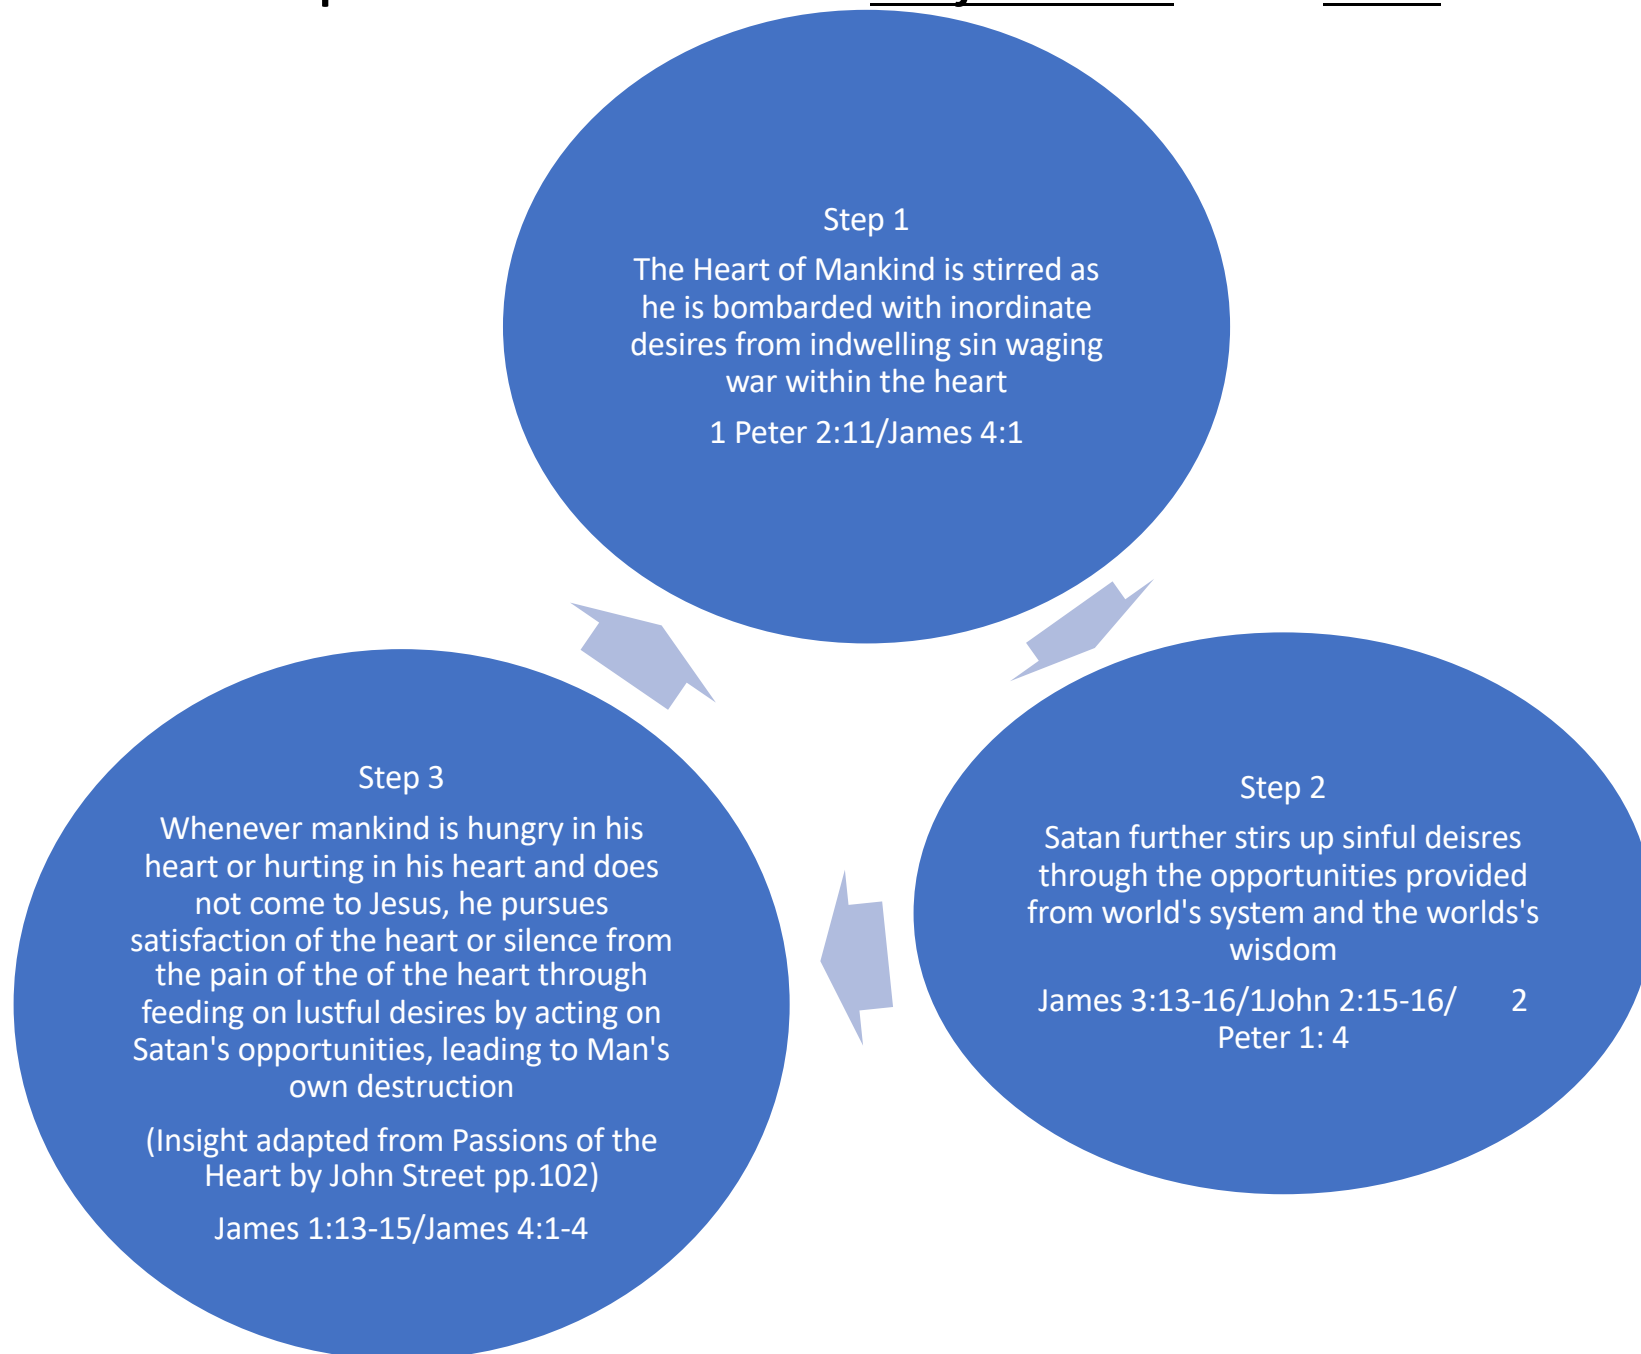 Step 1
The Heart of Mankind is stirred as
he is bombarded with inordinate
desires from indwelling sin waging
war within the heart
1 Peter 2:11/James 4:1
Step 2
Satan further stirs up sinful deisres
through the opportunities provided
from world's system and the worlds's
wisdom
James 3:13-16/1John 2:15-16/ 2
Peter 1: 4
Step 3
Whenever mankind is hungry in his
heart or hurting in his heart and does
not come to Jesus, he pursues
satisfaction of the heart or silence from
the pain of the of the heart through
feeding on lustful desires by acting on
Satan's opportunities, leading to Man's
own destruction
(Insight adapted from Passions of the
Heart by John Street pp.102)
James 1:13-15/James 4:1-4